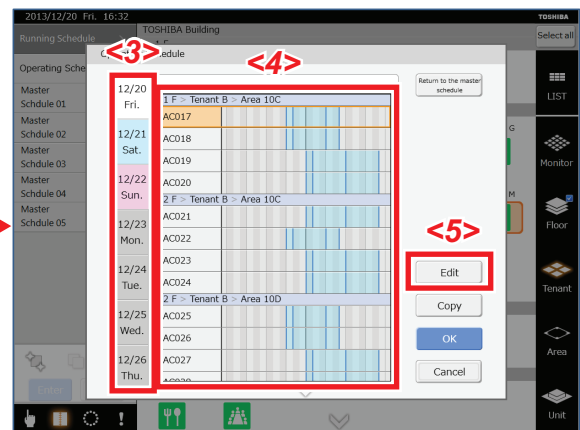 2013/12/20 Fri. 16:32
TOSHIBA
Running Schedule
TOSHIBA Building
Select all
<3>
<4>
Operating Sche
Return to the master
schedule
LIST
Master
Schdule 01
Master
Schdule 02
Master
Schdule 03
Master
Schdule 04
Master
Schdule 05
12/20
Fri.
12/21
Sat.
12/22
Sun.
12/23
Mon.
12/24
Tue.
12/25
Wed.
12/26
Thu.
1 F > Tenant B > Area 10C
AC017
AC018
AC019
AC020
2 F > Tenant B > Area 10C
AC021
AC022
AC023
AC024
2 F > Tenant B > Area 10D
AC025
AC026
AC027
G
M
<5>
Edit
Copy
OK
Cancel
Monitor
Floor
Tenant
Area
Unit
Enter